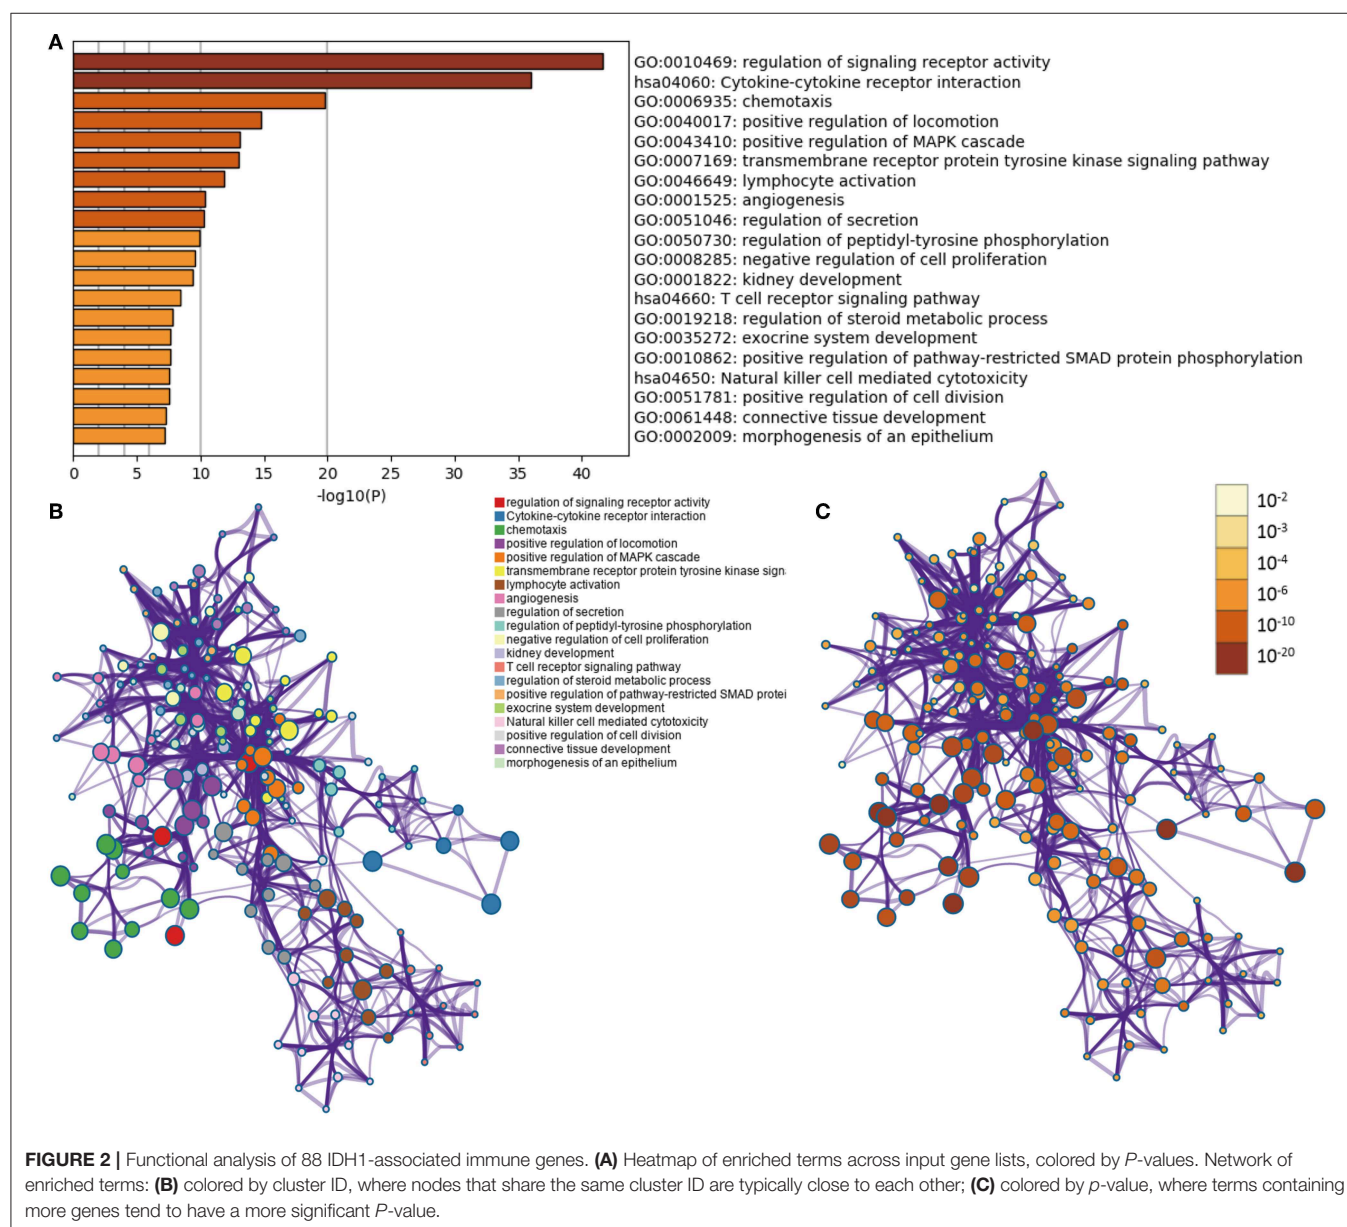 A
GO:0010469: regulation of signaling receptor activity
hsa04060: Cytokine-cytokine receptor interaction
GO:0006935: chemotaxis
GO:0040017: positive regulation of locomotion
GO:0043410: positive regulation of MAPK cascade
GO:0007169: transmembrane receptor protein tyrosine kinase signaling pathway
GO:0046649: lymphocyte activation
GO:0001525: angiogenesis
GO:0051046: regulation of secretion
GO:0050730: regulation of peptidyl-tyrosine phosphorylation
GO:0008285: negative regulation of cell proliferation
GO:0001822: kidney development
hsa04660: T cell receptor signaling pathway
GO:0019218: regulation of steroid metabolic process
GO:0035272: exocrine system development
GO:0010862: positive regulation of pathway-restricted SMAD protein phosphorylation
hsa04650: Natural killer cell mediated cytotoxicity
GO:0051781: positive regulation of cell division
GO:0061448: connective tissue development
GO:0002009: morphogenesis of an epithelium
0 5 10 15 20 25 30 35 40
-log10(P)
B
regulation of signaling receptor activity
Cytokine-cytokine receptor interaction
chemotaxis
positive regulation of locomotion
positive regulation of MAPK cascade
transmembrane receptor protein tyrosine kinase sign
lymphocyte activation
angiogenesis
regulation of secretion
regulation of peptidyl-tyrosine phosphorylation
negative regulation of cell proliferation
kidney development
T cell receptor signaling pathway
regulation of steroid metabolic process
positive regulation of pathway-restricted SMAD protei
exocrine system development
Natural killer cell mediated cytotoxicity
positive regulation of cell division
connective tissue development
morphogenesis of an epithelium
C
10-2
10-3
10-4
10-6
10-10
10-20
FIGURE 2 | Functional analysis of 88 IDH1-associated immune genes. (A) Heatmap of enriched terms across input gene lists, colored by P-values. Network of
enriched terms: (B) colored by cluster ID, where nodes that share the same cluster ID are typically close to each other; (C) colored by p-value, where terms containing
more genes tend to have a more significant P-value.